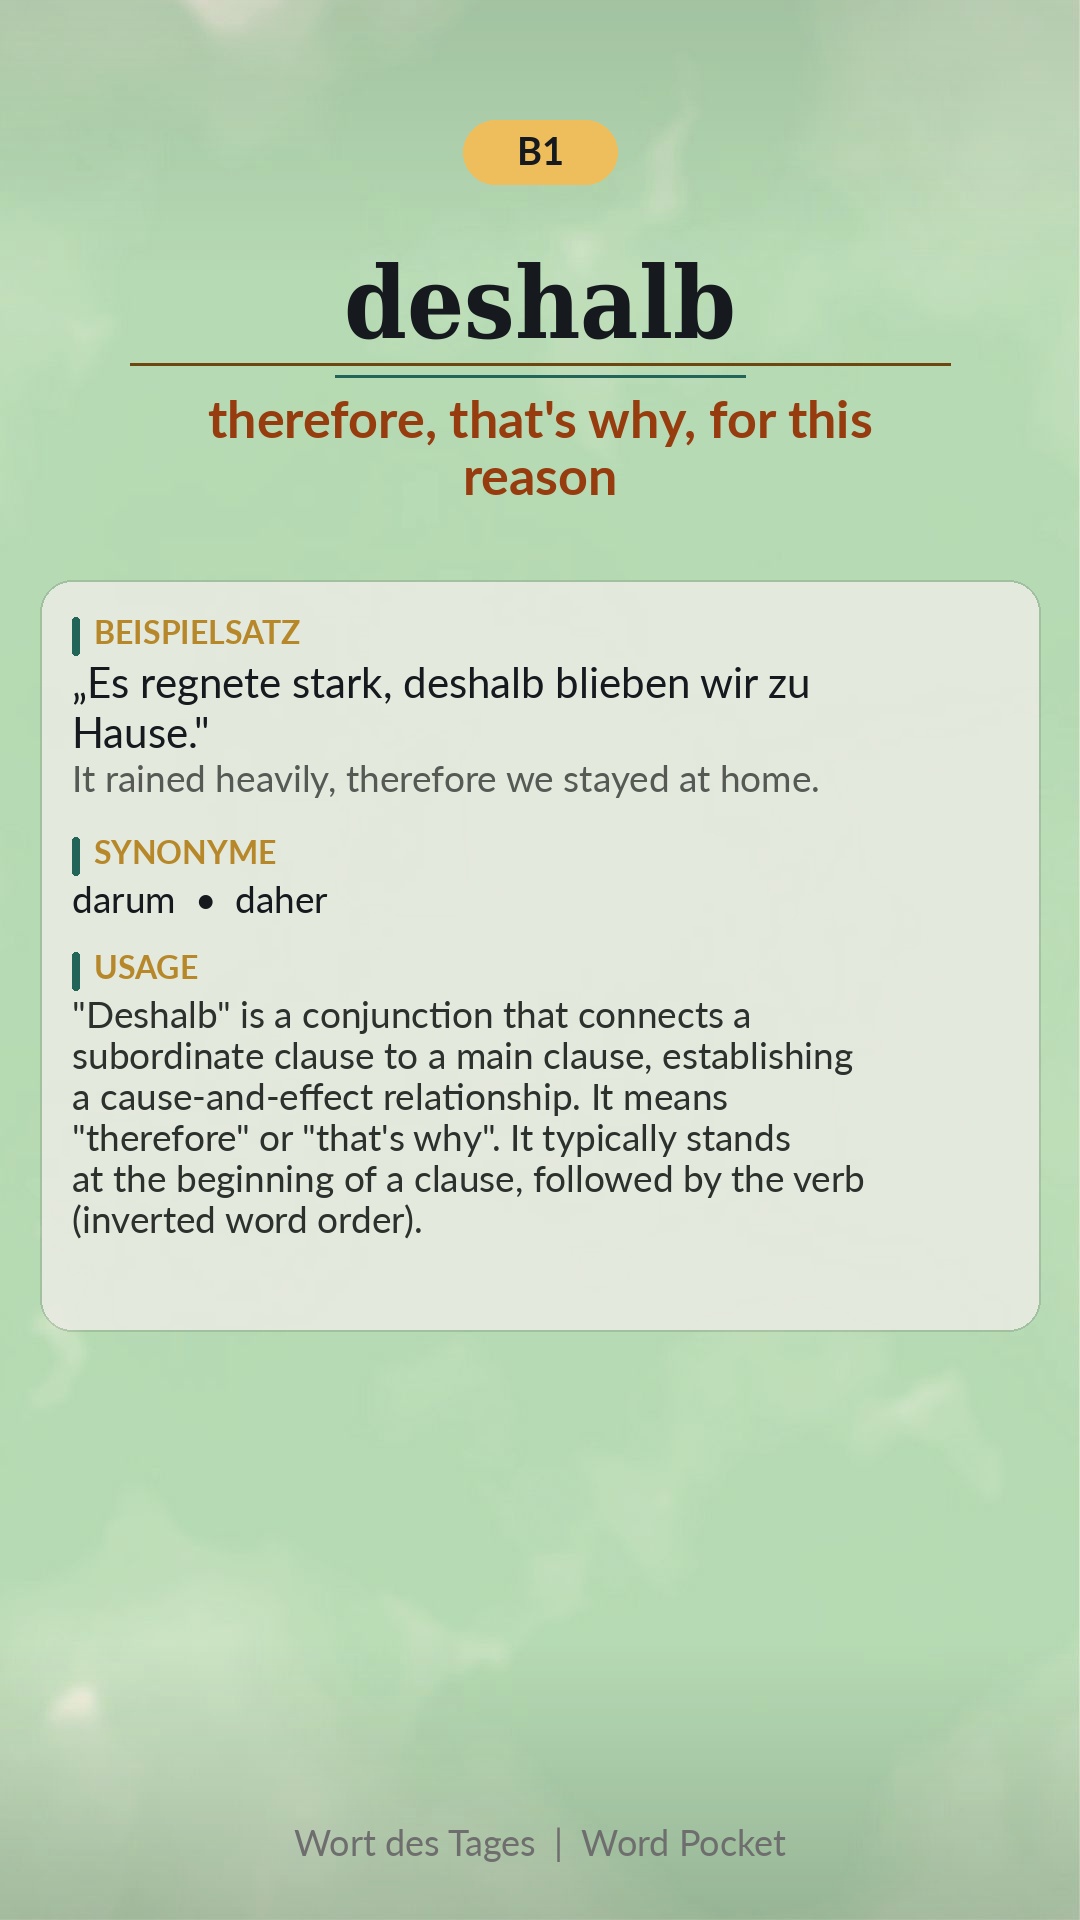 B1
deshalb
therefore, that's why, for this
reason
BEISPIELSATZ
„Es regnete stark, deshalb blieben wir zu
Hause."
It rained heavily, therefore we stayed at home.
SYNONYME
darum • daher
USAGE
"Deshalb" is a conjunction that connects a
subordinate clause to a main clause, establishing
a cause-and-effect relationship. It means
"therefore" or "that's why". It typically stands
at the beginning of a clause, followed by the verb
(inverted word order).
Wort des Tages | Word Pocket